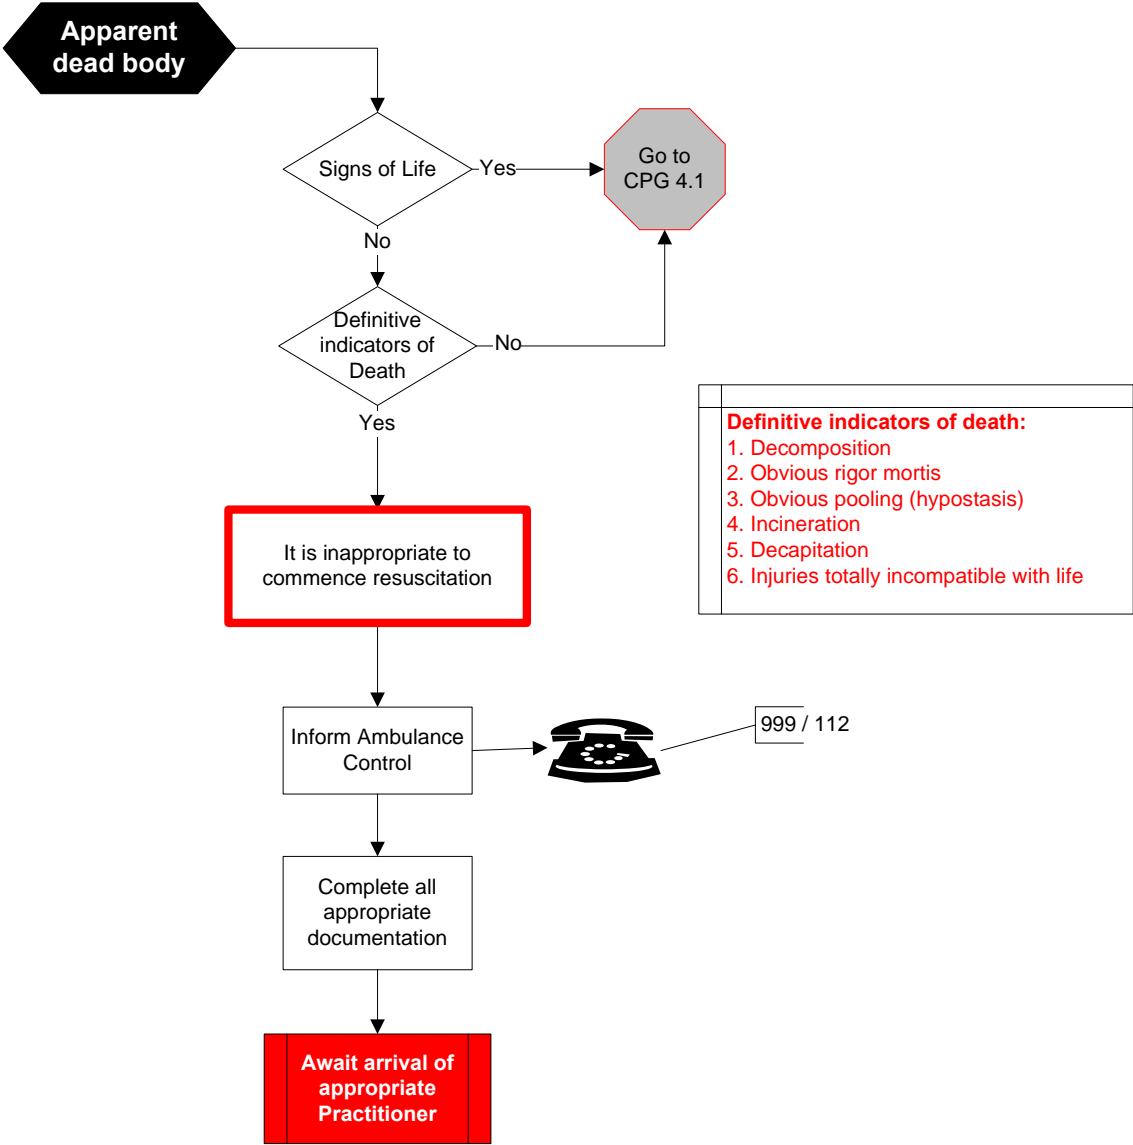 Apparent
dead body
Signs of Life
Yes
Go to
CPG 4.1
No
Definitive
indicators of
Death
No
Yes
Definitive indicators of death:
1. Decomposition
2. Obvious rigor mortis
3. Obvious pooling (hypostasis)
4. Incineration
5. Decapitation
6. Injuries totally incompatible with life
It is inappropriate to
commence resuscitation
Inform Ambulance
Control
999 / 112
Complete all
appropriate
documentation
Await arrival of
appropriate
Practitioner